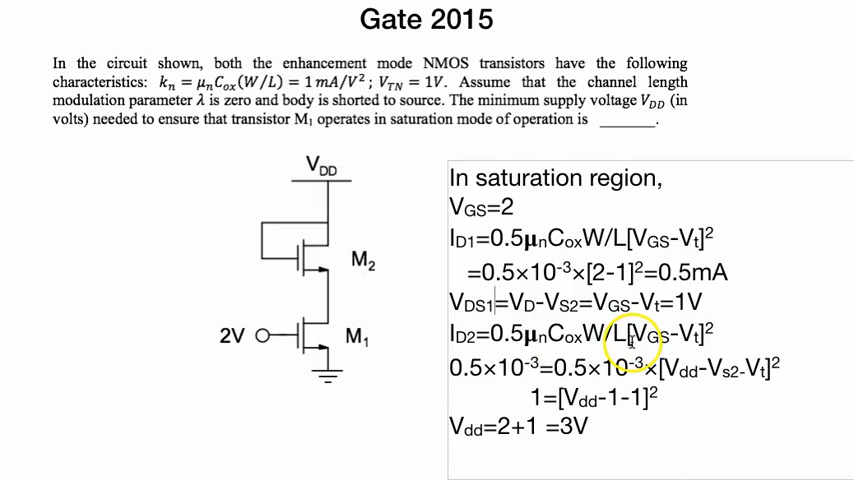 Gate 2015
In the circuit shown, both the enhancement mode NMOS transistors have the following
characteristics: kₙ = μₙCₒₓ(W/L) = 1 mA/V²; V_TN = 1V. Assume that the channel length
modulation parameter λ is zero and body is shorted to source. The minimum supply voltage V_DD (in
volts) needed to ensure that transistor M₁ operates in saturation mode of operation is ______.
V_DD
M₂
2V
M₁
In saturation region,
VGS=2
ID1=0.5μnCoxW/L[VGS-Vt]²
=0.5×10⁻³×[2-1]²=0.5mA
VDS1=VD-VS2=VGS-Vt=1V
ID2=0.5μnCoxW/L[VGS-Vt]²
0.5×10⁻³=0.5×10⁻³×[Vdd-Vs2-Vt]²
1=[Vdd-1-1]²
Vdd=2+1 =3V